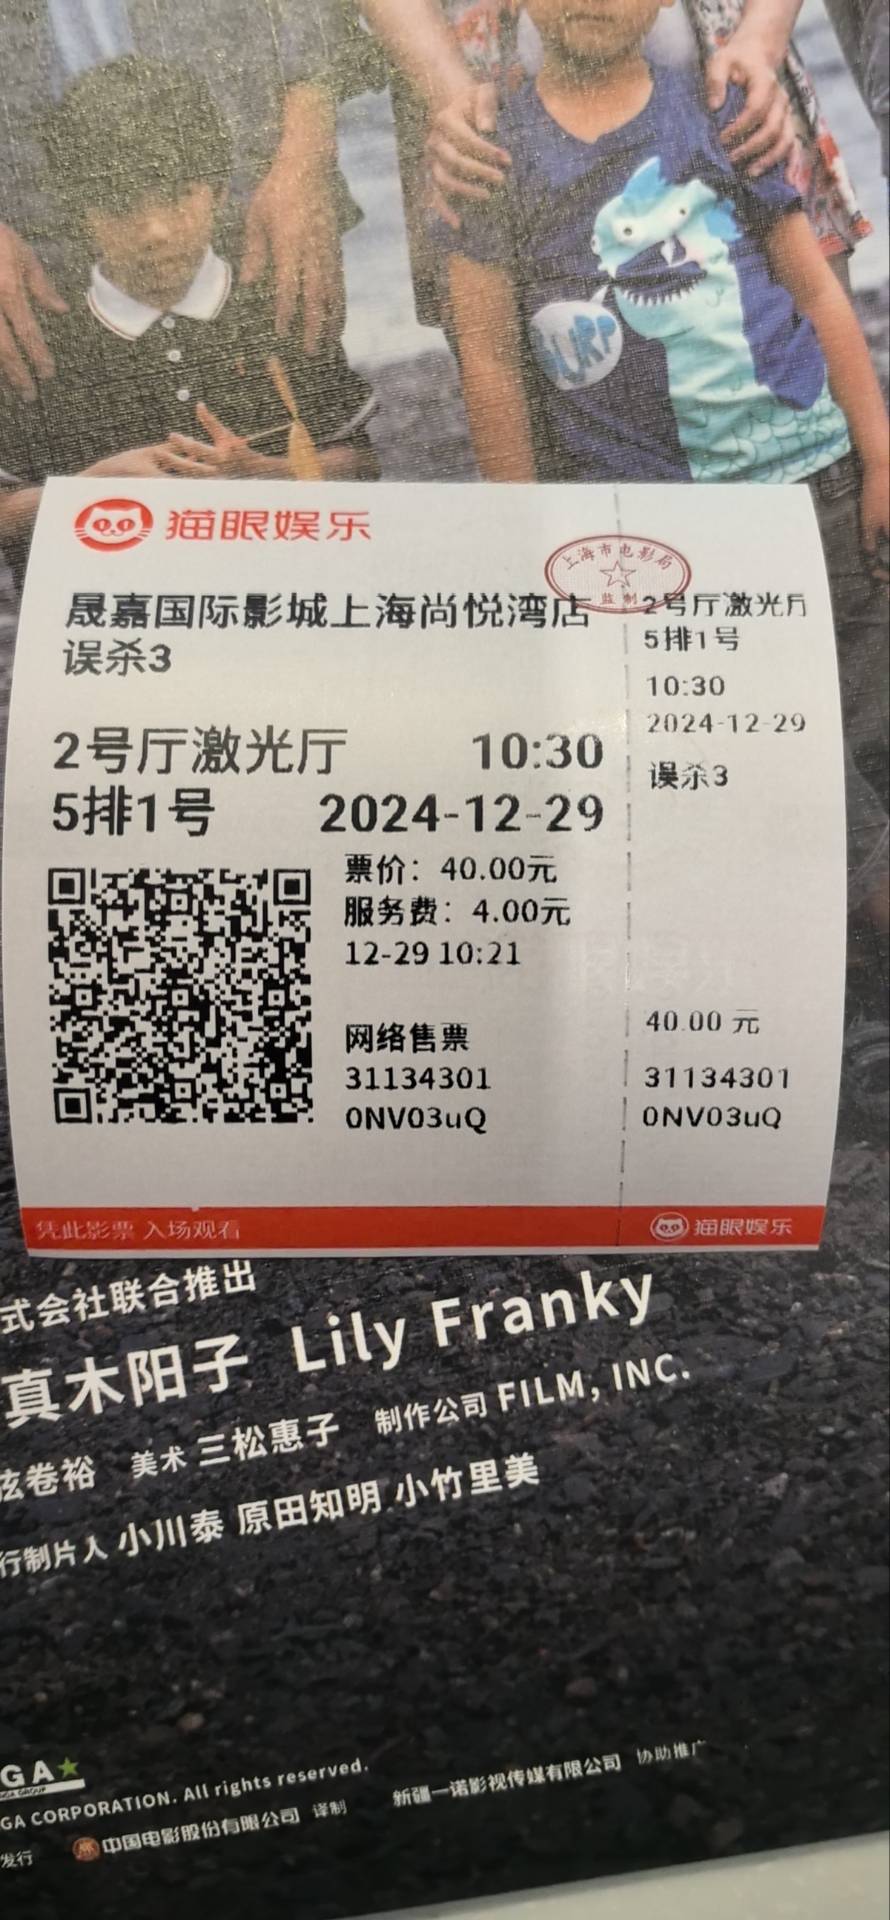 BURP
猫眼娱乐
上海市电影局
监制
晟嘉国际影城上海尚悦湾店
误杀3
2号厅激光厅 10:30
5排1号 2024-12-29
票价：40.00元
服务费：4.00元
12-29 10:21
网络售票
31134301
0NV03uQ
2号厅激光厅
5排1号
10:30
2024-12-29
误杀3
40.00 元
31134301
0NV03uQ
凭此影票 入场观看
猫眼娱乐
式会社联合推出
真木阳子 Lily Franky
弦卷裕 美术 三松惠子 制作公司 FILM, INC.
行制片人 小川泰 原田知明 小竹里美
GA
GA CORPORATION. All rights reserved.
新疆一诺影视传媒有限公司 协助推广
发行 中国电影股份有限公司 译制